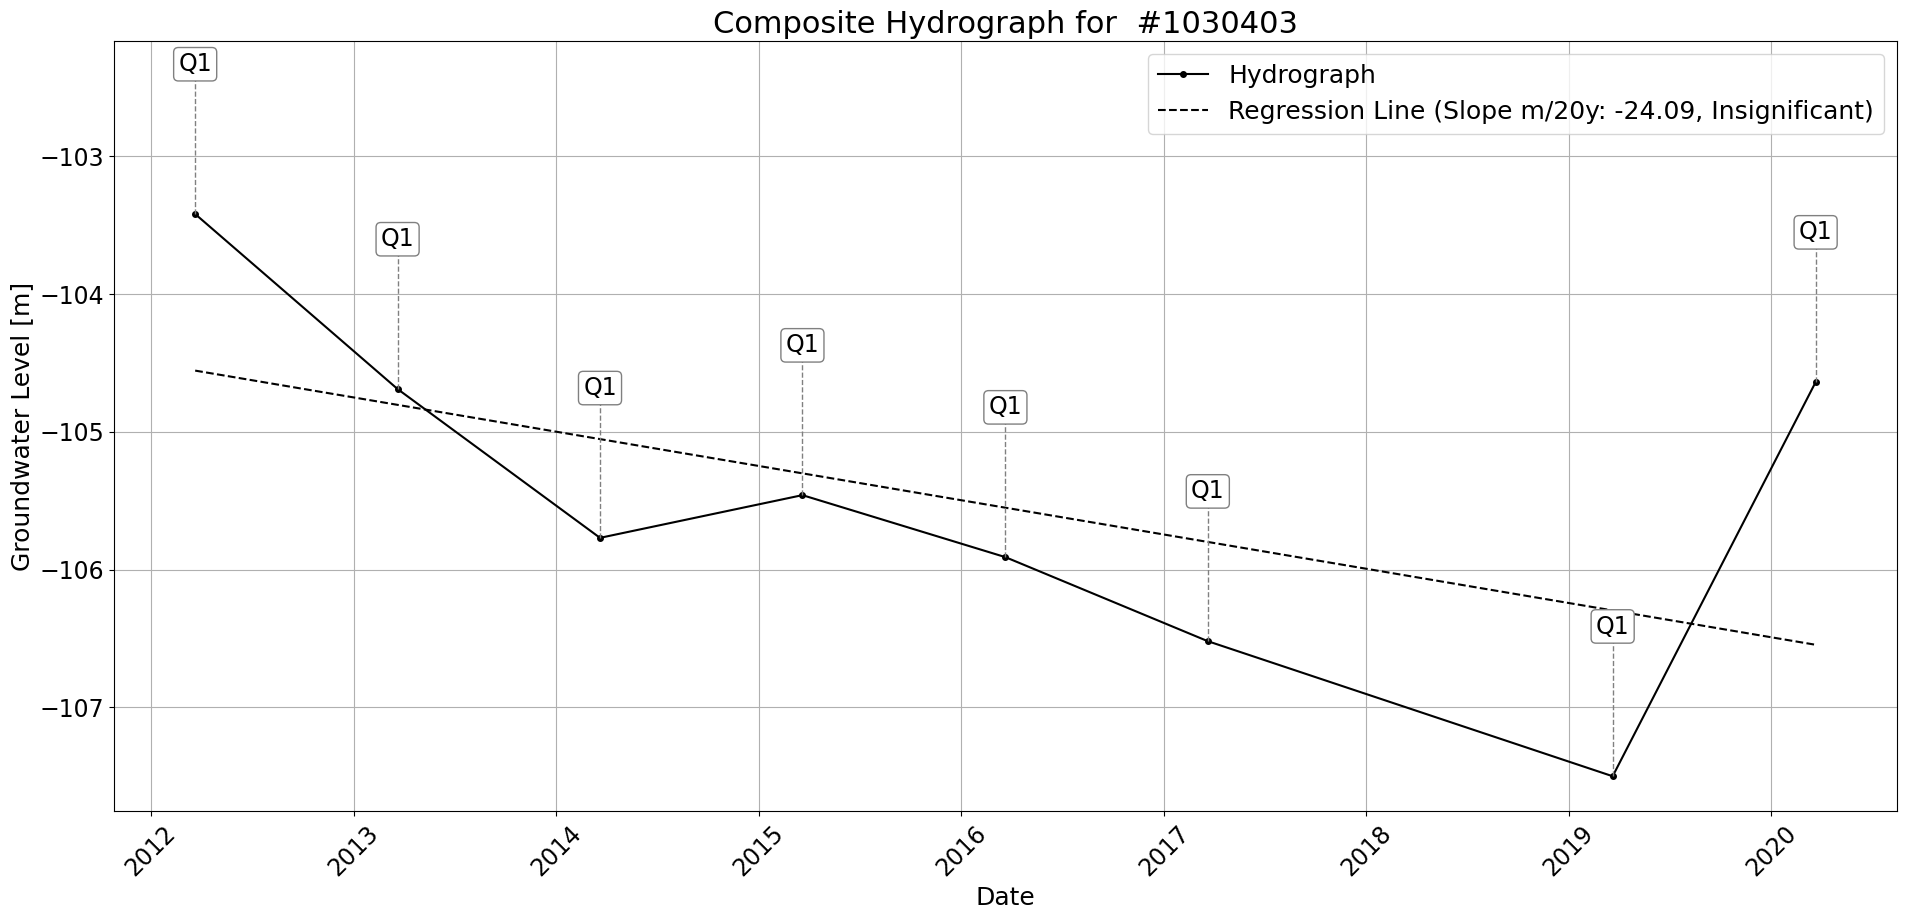 Composite Hydrograph for  #1030403
Hydrograph
Regression Line (Slope m/20y: -24.09, Insignificant)
Q1
Q1
Q1
Q1
Q1
Q1
Q1
Q1
Groundwater Level [m]
−103
−104
−105
−106
−107
2012
2013
2014
2015
2016
2017
2018
2019
2020
Date